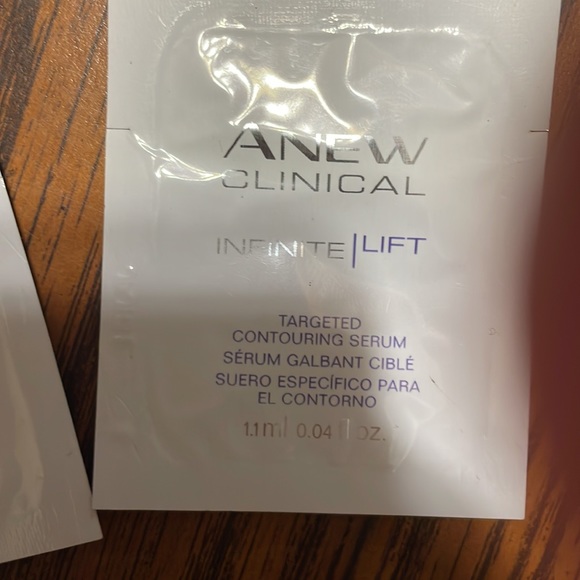 ANEW
CLINICAL
INFINITE | LIFT
TARGETED
CONTOURING SERUM
SÉRUM GALBANT CIBLÉ
SUERO ESPECÍFICO PARA
EL CONTORNO
1.1 ml 0.04 fl oz.